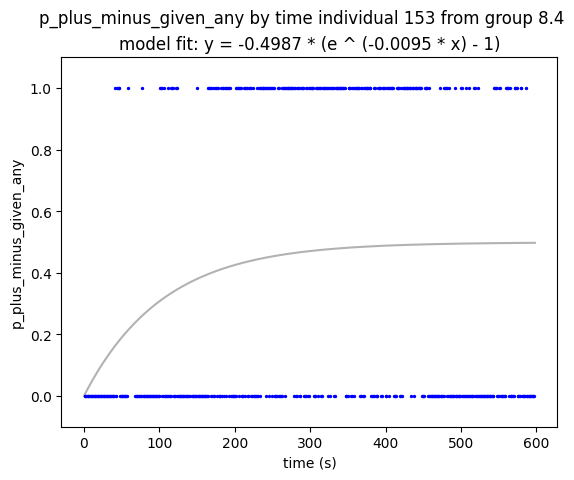 p_plus_minus_given_any by time individual 153 from group 8.4
model fit: y = -0.4987 * (e ^ (-0.0095 * x) - 1)
p_plus_minus_given_any
1.0
0.8
0.6
0.4
0.2
0.0
0 100 200 300 400 500 600
time (s)